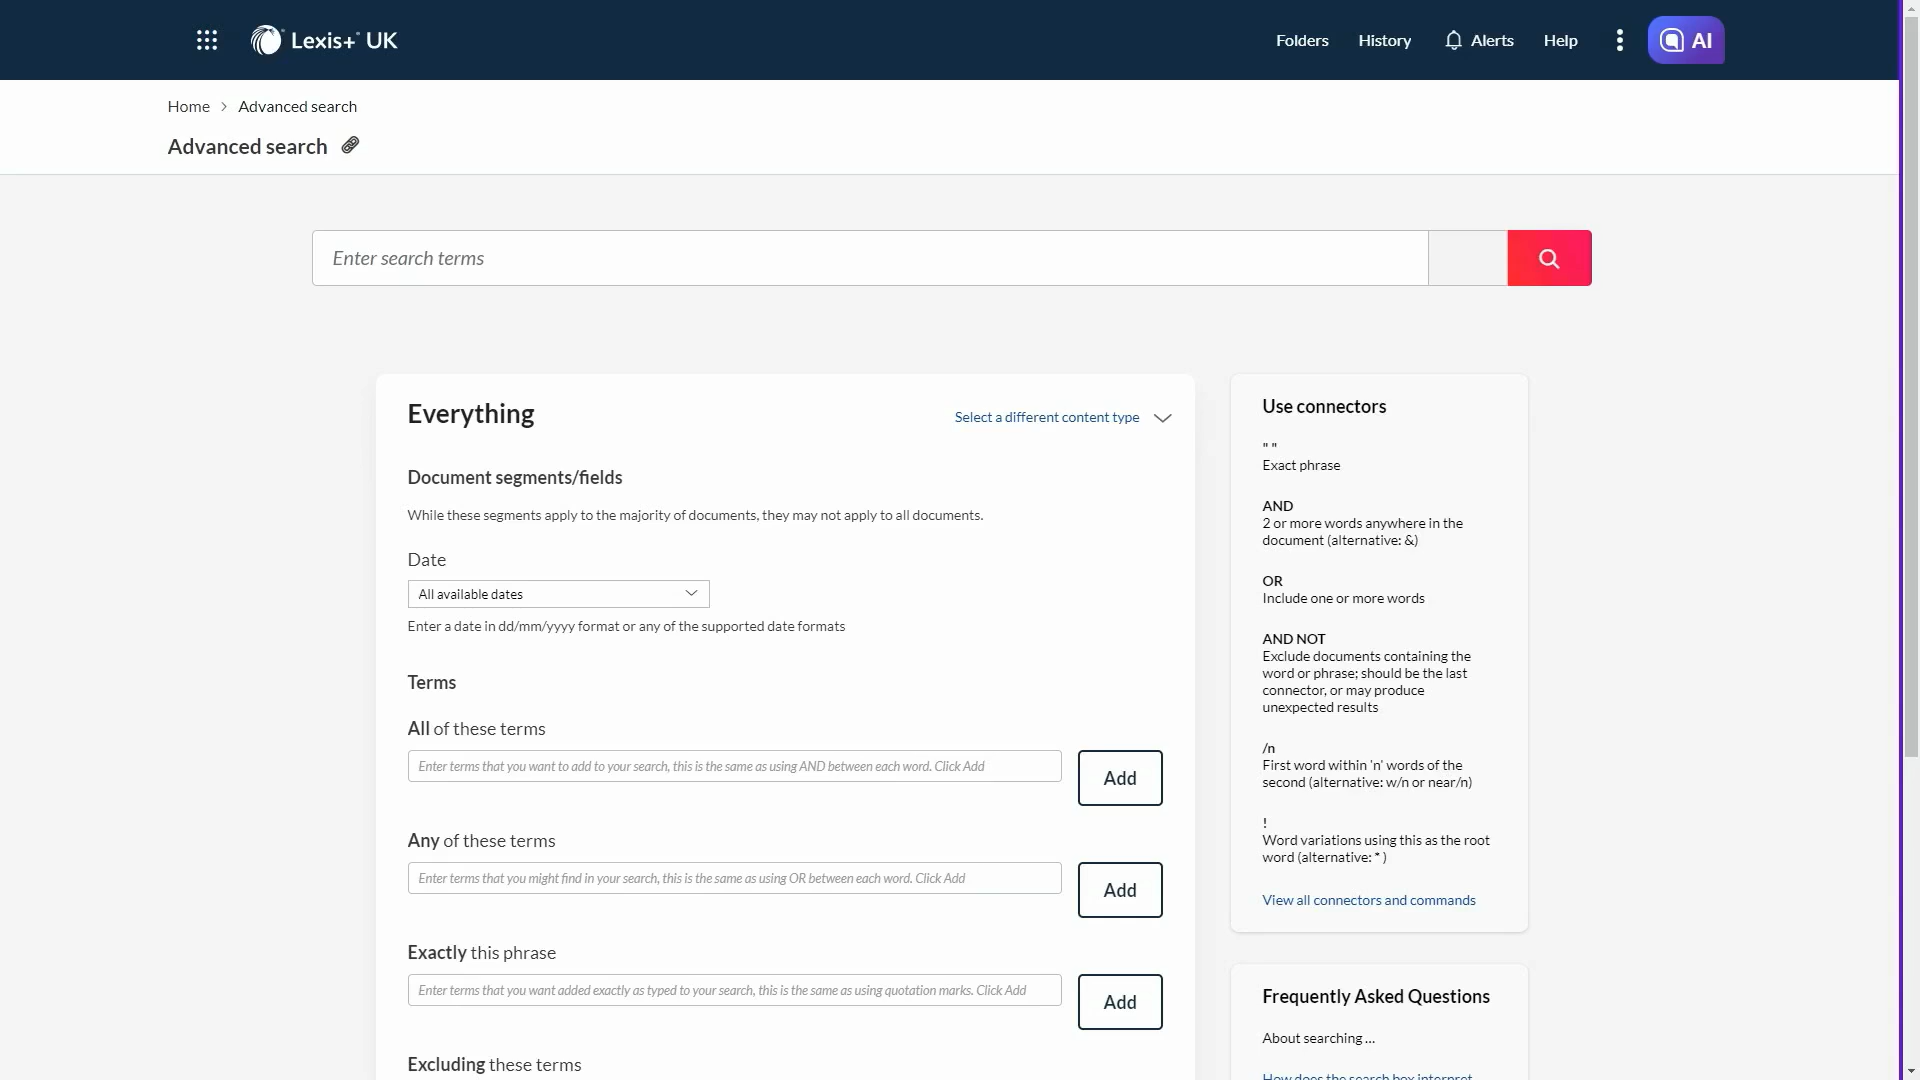 Lexis+ UK
Folders
History
Alerts
Help
AI
Home > Advanced search
Advanced search
Enter search terms
Everything
Select a different content type
Document segments/fields
While these segments apply to the majority of documents, they may not apply to all documents.
Date
All available dates
Enter a date in dd/mm/yyyy format or any of the supported date formats
Terms
All of these terms
Enter terms that you want to add to your search, this is the same as using AND between each word. Click Add
Add
Any of these terms
Enter terms that you might find in your search, this is the same as using OR between each word. Click Add
Add
Exactly this phrase
Enter terms that you want added exactly as typed to your search, this is the same as using quotation marks. Click Add
Add
Excluding these terms
Use connectors
" "
Exact phrase
AND
2 or more words anywhere in the
document (alternative: &)
OR
Include one or more words
AND NOT
Exclude documents containing the
word or phrase; should be the last
connector, or may produce
unexpected results
/n
First word within 'n' words of the
second (alternative: w/n or near/n)
!
Word variations using this as the root
word (alternative: * )
View all connectors and commands
Frequently Asked Questions
About searching ...
How does the search box interpret